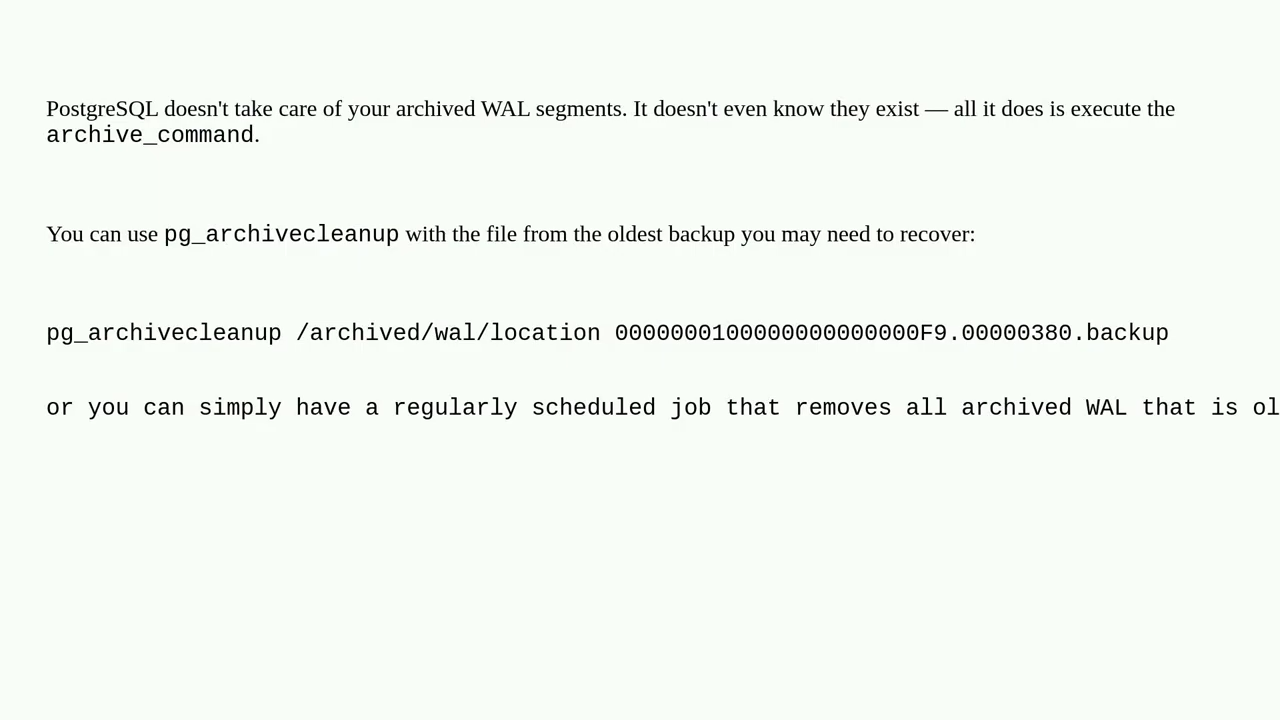 PostgreSQL doesn't take care of your archived WAL segments. It doesn't even know they exist — all it does is execute the
archive_command.
You can use pg_archivecleanup with the file from the oldest backup you may need to recover:
pg_archivecleanup /archived/wal/location 0000000100000000000000F9.00000380.backup
or you can simply have a regularly scheduled job that removes all archived WAL that is